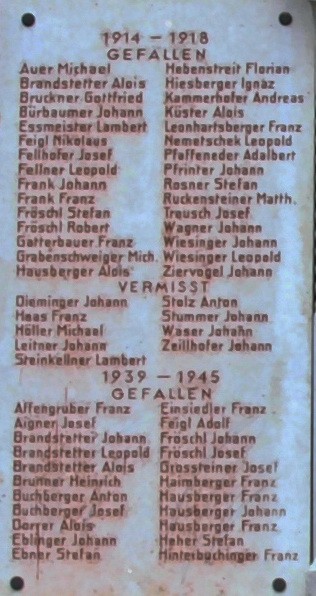 1914 – 1918
GEFALLEN
Auer Michael
Brandstetter Alois
Bruckner Gottfried
Bürbaumer Johann
Essmeister Lambert
Feigl Nikolaus
Fellhofer Josef
Fellner Leopold
Frank Johann
Frank Franz
Fröschl Stefan
Fröschl Robert
Gatterbauer Franz
Grabenschweiger Mich.
Hausberger Alois
Hebenstreit Florian
Hiesberger Ignaz
Kammerhofer Andreas
Köster Alois
Leonhartsberger Franz
Nemetschek Leopold
Pfaffeneder Adalbert
Pfrinter Johann
Rosner Stefan
Ruckensteiner Matth.
Treusch Josef
Wagner Johann
Wiesinger Johann
Wiesinger Leopold
Ziervogel Johann
VERMISST
Dieminger Johann
Haas Franz
Höller Michael
Leitner Johann
Steinkellner Lambert
Stolz Anton
Stummer Johann
Waser Johann
Zeillhofer Johann
1939 – 1945
GEFALLEN
Affengruber Franz
Aigner Josef
Brandstetter Johann
Brandstetter Leopold
Brandstetter Alois
Brunner Heinrich
Buchberger Anton
Buchberger Josef
Dorrer Alois
Eblinger Johann
Ebner Stefan
Einsiedler Franz
Feigl Adolf
Fröschl Johann
Fröschl Josef
Grossteiner Josef
Haimberger Franz
Hausberger Franz
Hausberger Johann
Hausberger Franz
Heher Stefan
Hinterbuchinger Franz